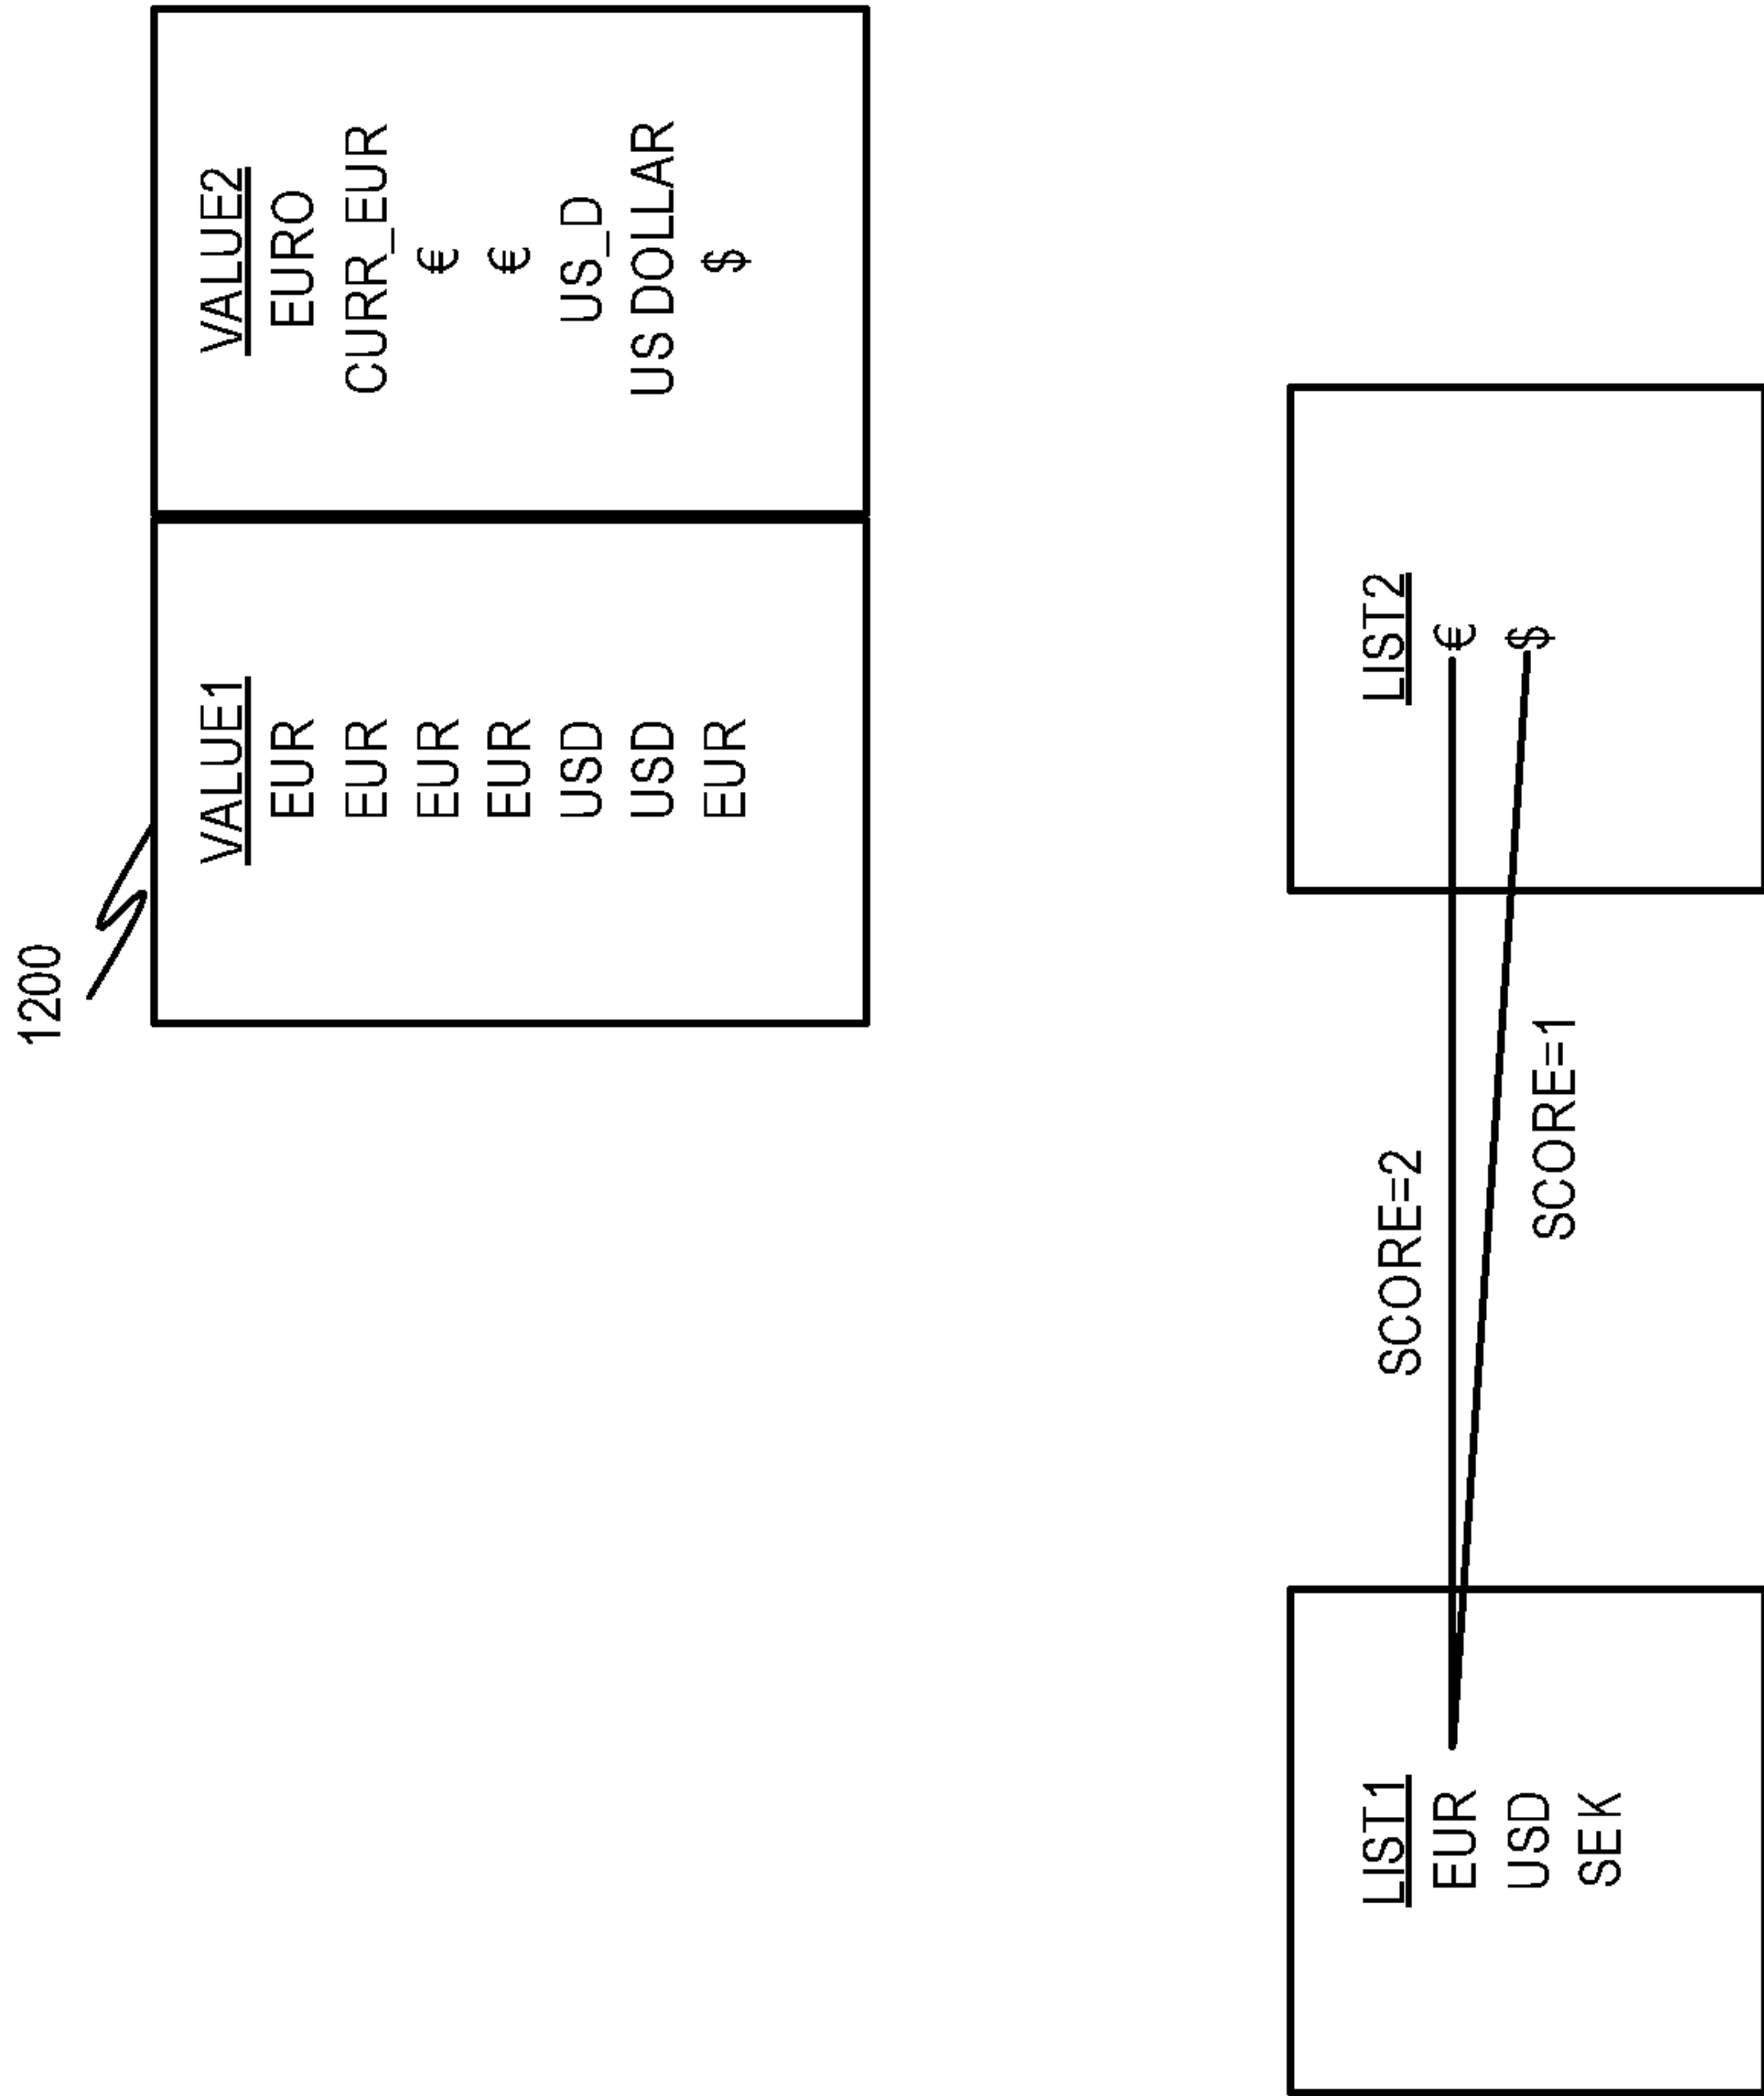 1200
VALUE1 VALUE2
EUR EURO
EUR CURR_EUR
EUR €
EUR €
USD US_D
USD US DOLLAR
EUR $
LIST1 LIST2
SCORE=2
EUR €
USD $
SCORE=1
SEK